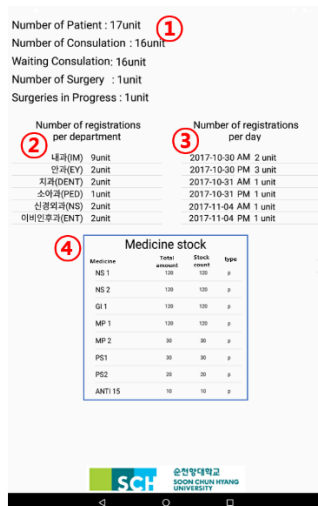 Number of Patient : 17unit
①
Number of Consulation : 16unit
Waiting Consulation: 16unit
Number of Surgery : 1unit
Surgeries in Progress : 1unit
Number of registrations
per department
②
내과(IM) 9unit
안과(EY) 2unit
치과(DENT) 2unit
소아과(PED) 1unit
신경외과(NS) 2unit
이비인후과(ENT) 2unit
Number of registrations
per day
③
2017-10-30 AM 2 unit
2017-10-30 PM 3 unit
2017-10-31 AM 1 unit
2017-10-31 PM 1 unit
2017-11-04 AM 1 unit
2017-11-04 PM 1 unit
④
Medicine stock
Medicine Total amount Stock count type
NS 1 120 120 p
NS 2 120 120 p
GI 1 120 120 p
MP 1 120 120 p
MP 2 30 30 p
PS1 30 30 p
PS2 20 20 p
ANTI 15 10 10 p
SCH 순천향대학교
SOON CHUN HYANG
UNIVERSITY